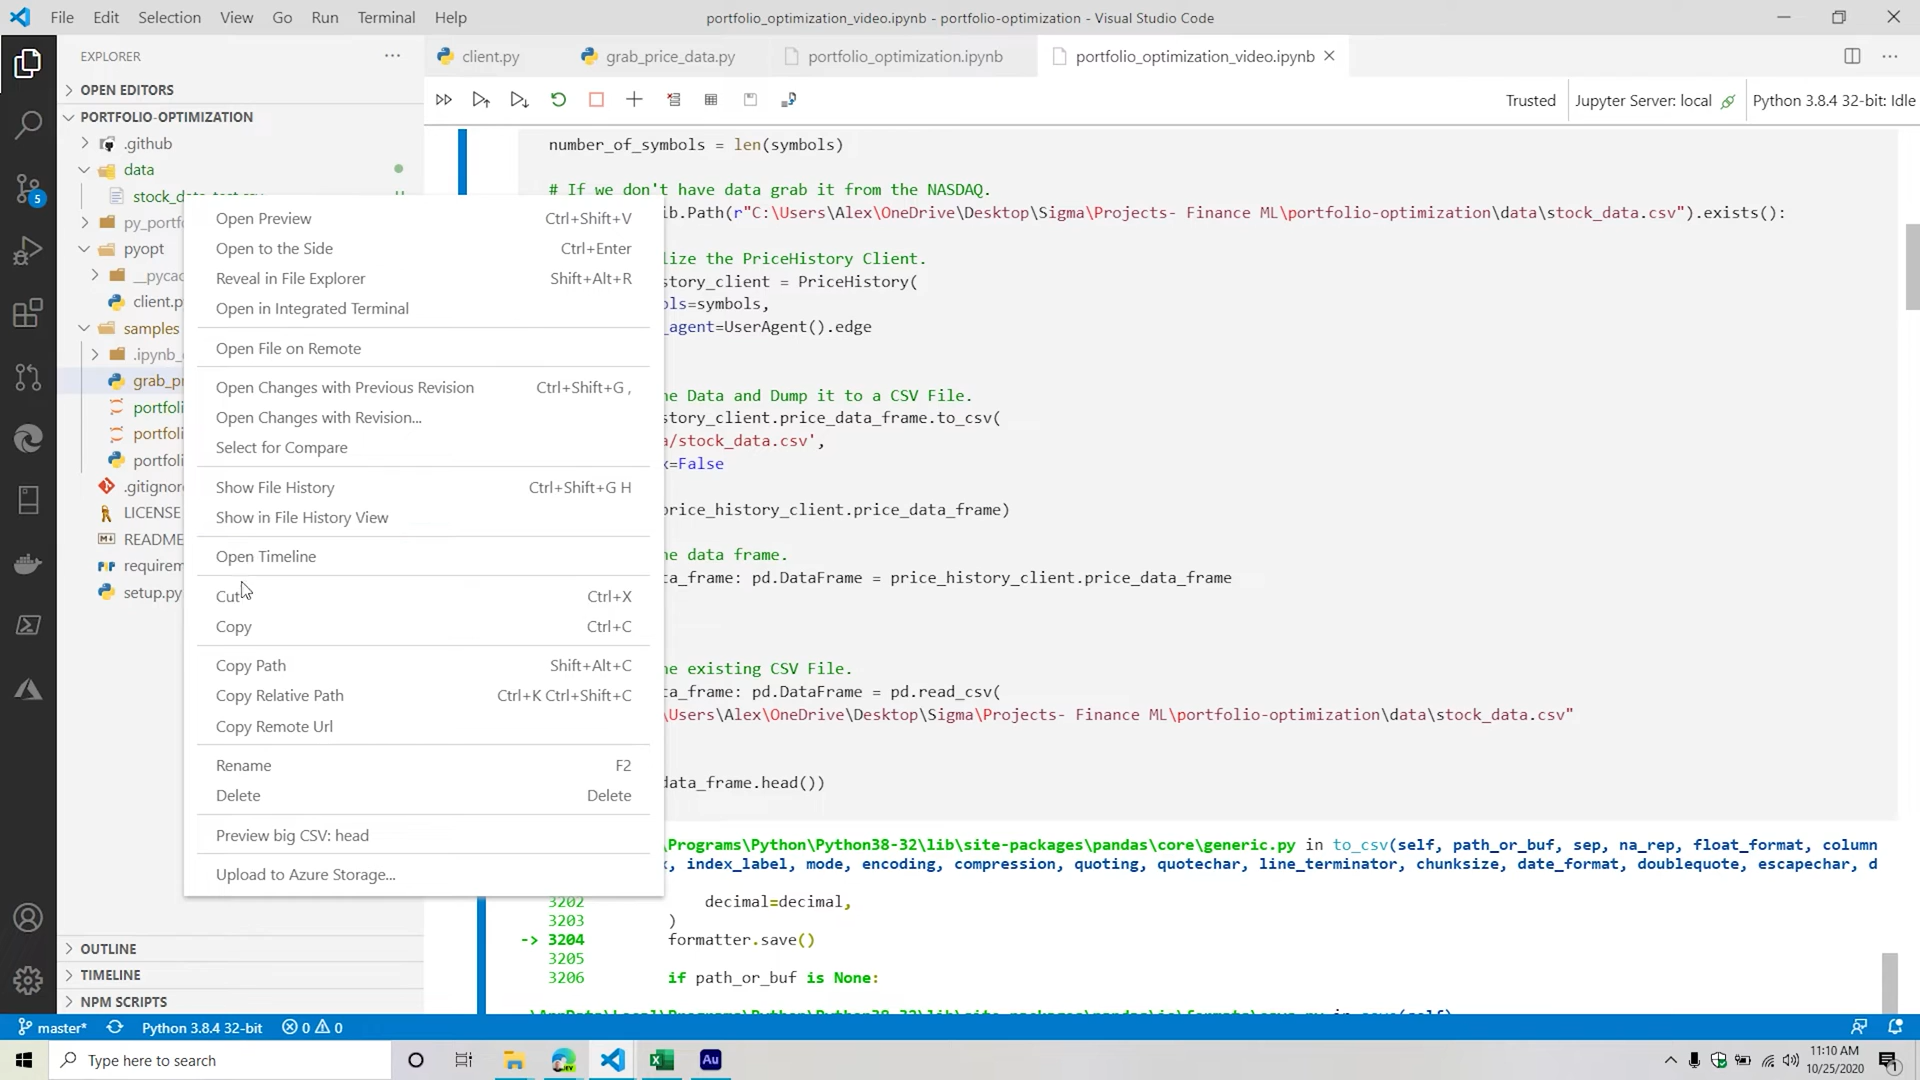 File Edit Selection View Go Run Terminal Help
portfolio_optimization_video.ipynb - portfolio-optimization - Visual Studio Code
EXPLORER
client.py
grab_price_data.py
portfolio_optimization.ipynb
portfolio_optimization_video.ipynb
OPEN EDITORS
Trusted
Jupyter Server: local
Python 3.8.4 32-bit: Idle
PORTFOLIO-OPTIMIZATION
.github
data
pyopt
client.p
samples
grab_pr
portfoli
portfoli
portfoli
.gitignor
LICENSE
README
requirem
setup.py
OUTLINE
TIMELINE
NPM SCRIPTS
Open Preview Ctrl+Shift+V
Open to the Side Ctrl+Enter
Reveal in File Explorer Shift+Alt+R
Open in Integrated Terminal
Open File on Remote
Open Changes with Previous Revision Ctrl+Shift+G ,
Open Changes with Revision...
Select for Compare
Show File History Ctrl+Shift+G H
Show in File History View
Open Timeline
Cut Ctrl+X
Copy Ctrl+C
Copy Path Shift+Alt+C
Copy Relative Path Ctrl+K Ctrl+Shift+C
Copy Remote Url
Rename F2
Delete Delete
Preview big CSV: head
Upload to Azure Storage...
number_of_symbols = len(symbols)
# If we don't have data grab it from the NASDAQ.
ib.Path(r"C:\Users\Alex\OneDrive\Desktop\Sigma\Projects- Finance ML\portfolio-optimization\data\stock_data.csv").exists():
lize the PriceHistory Client.
story_client = PriceHistory(
ols=symbols,
_agent=UserAgent().edge
he Data and Dump it to a CSV File.
story_client.price_data_frame.to_csv(
a/stock_data.csv',
x=False
price_history_client.price_data_frame)
he data frame.
ta_frame: pd.DataFrame = price_history_client.price_data_frame
he existing CSV File.
ta_frame: pd.DataFrame = pd.read_csv(
\Users\Alex\OneDrive\Desktop\Sigma\Projects- Finance ML\portfolio-optimization\data\stock_data.csv"
data_frame.head())
\Programs\Python\Python38-32\lib\site-packages\pandas\core\generic.py in to_csv(self, path_or_buf, sep, na_rep, float_format, column
x, index_label, mode, encoding, compression, quoting, quotechar, line_terminator, chunksize, date_format, doublequote, escapechar, d
3202 decimal=decimal,
3203 )
-> 3204 formatter.save()
3205
3206 if path_or_buf is None:
master* Python 3.8.4 32-bit 0 0
Type here to search
DEV
Au
11:10 AM
10/25/2020
5
1